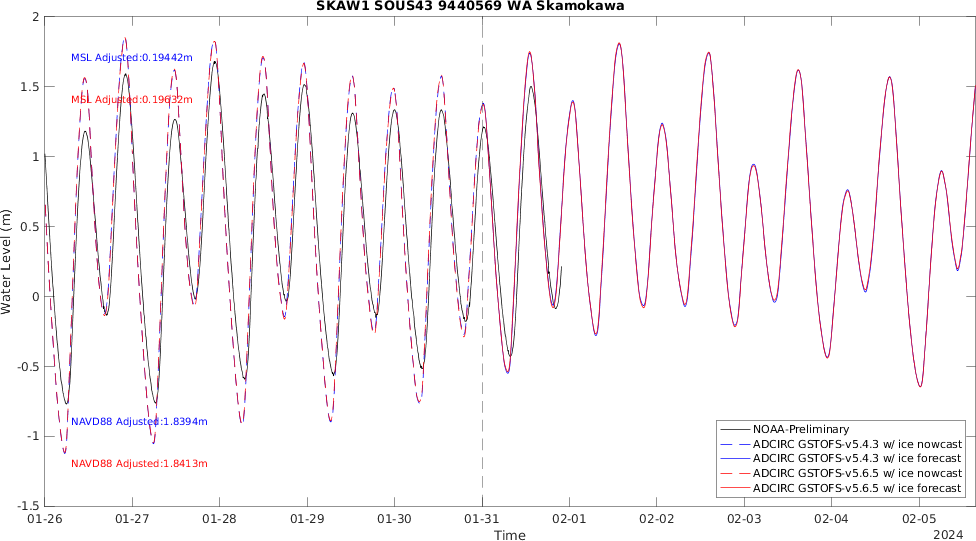 SKAW1 SOUS43 9440569 WA Skamokawa
Water Level (m)
2
1.5
1
0.5
0
-0.5
-1
-1.5
MSL Adjusted:0.19442m
MSL Adjusted:0.19632m
NAVD88 Adjusted:1.8394m
NAVD88 Adjusted:1.8413m
NOAA-Preliminary
ADCIRC GSTOFS-v5.4.3 w/ ice nowcast
ADCIRC GSTOFS-v5.4.3 w/ ice forecast
ADCIRC GSTOFS-v5.6.5 w/ ice nowcast
ADCIRC GSTOFS-v5.6.5 w/ ice forecast
01-26 01-27 01-28 01-29 01-30 01-31 02-01 02-02 02-03 02-04 02-05
Time
2024